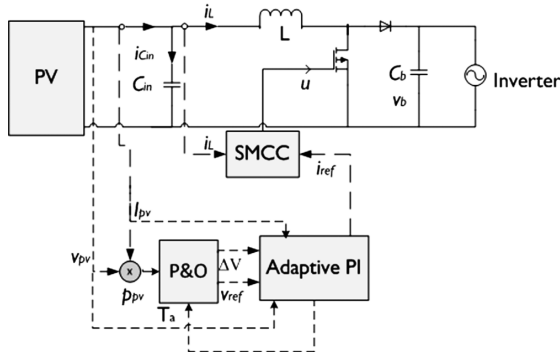 i_L
L
PV
i_Cin
C_in
u
C_b
v_b
Inverter
i_L
SMCC
i_ref
I_pv
v_pv
x
P_pv
P&O
ΔV
v_ref
Adaptive PI
T_a